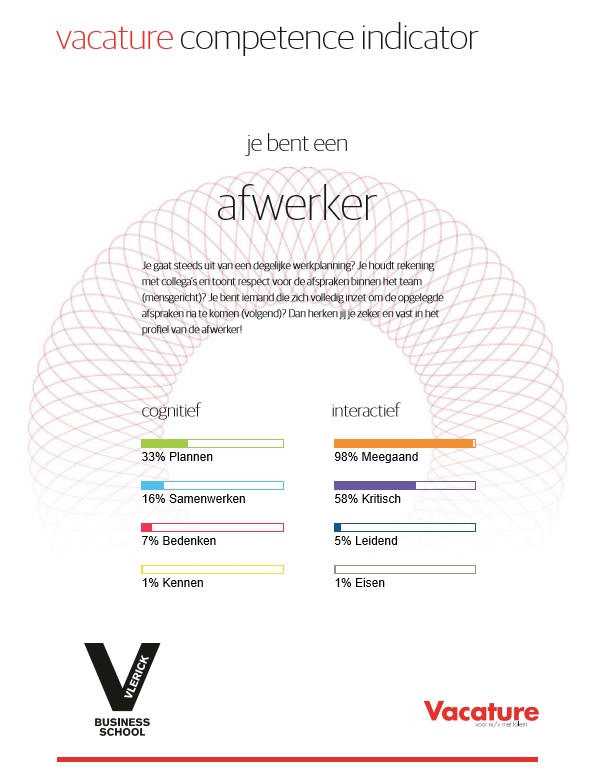 vacature competence indicator
je bent een
afwerker
Je gaat steeds uit van een degelijke werkplanning? Je houdt rekening
met collega's en toont respect voor de afspraken binnen het team
(mensgericht)? Je bent iemand die zich volledig inzet om de opgelegde
afspraken na te komen (volgend)? Dan herken jij je zeker en vast in het
profiel van de afwerker!
cognitief
33% Plannen
16% Samenwerken
7% Bedenken
1% Kennen
interactief
98% Meegaand
58% Kritisch
5% Leidend
1% Eisen
V
VLERICK
BUSINESS
SCHOOL
Vacature
voor m/v met talent